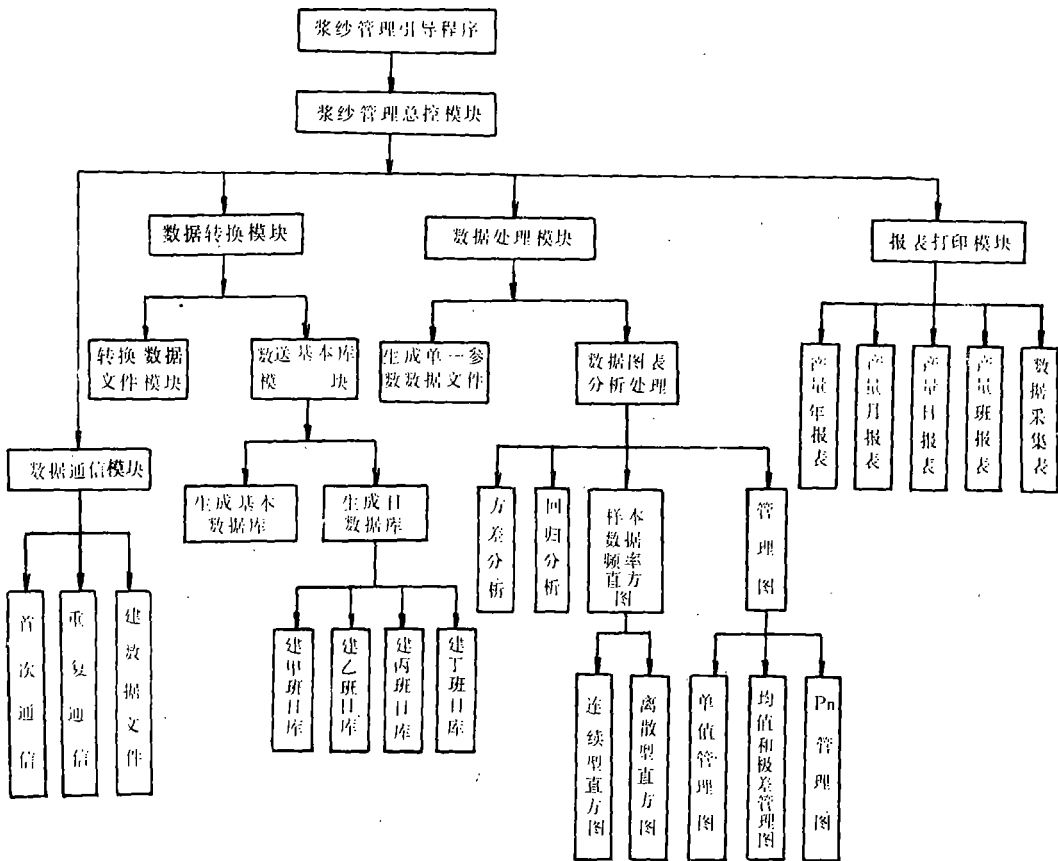 浆纱管理引导程序
浆纱管理总控模块
数据转换模块
数据处理模块
报表打印模块
转换数据
文件模块
数送基本库
模块
生成单一参
数数据文件
数据图表
分析处理
产量年报表
产量月报表
产量日报表
产量班报表
数据采集表
数据通信模块
生成基本
数据库
生成日
数据库
方差分析
回归分析
样本
数据
频率
直方
图
管理图
首次通信
重复通信
建数据文件
建甲班日库
建乙班日库
建丙班日库
建丁班日库
连续型直方图
离散型直方图
单值管理图
均值和极差管理图
Pn管理图